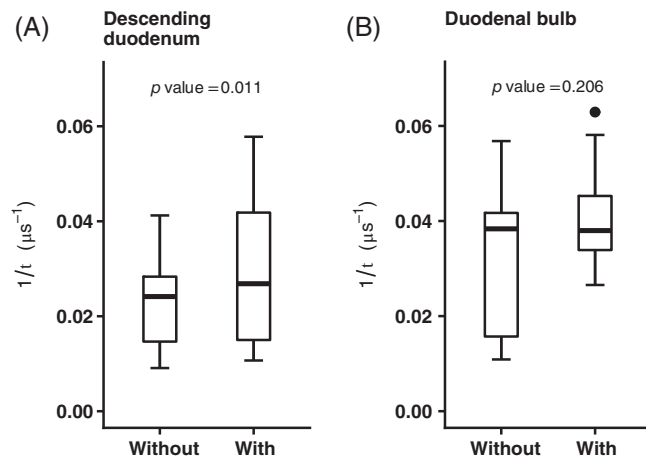 (A)
Descending
duodenum
p value = 0.011
1/t (μs⁻¹)
0.06
0.04
0.02
0.00
Without With
(B)
Duodenal bulb
p value = 0.206
1/t (μs⁻¹)
0.06
0.04
0.02
0.00
Without With